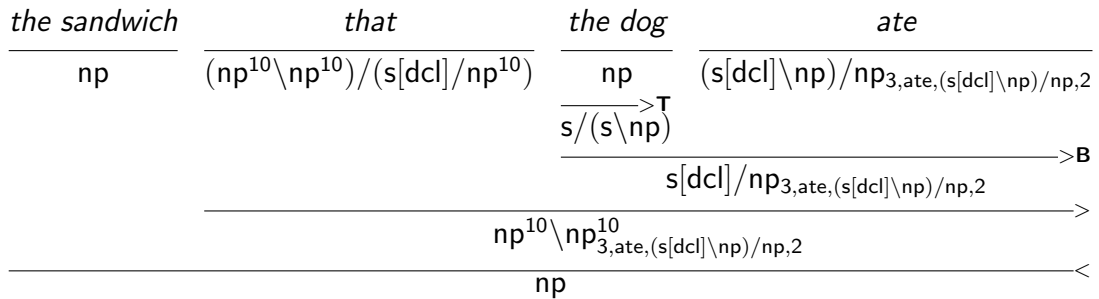 the sandwich that the dog ate
np (np^10\np^10)/(s[dcl]/np^10) np (s[dcl]\np)/np_3,ate,(s[dcl]\np)/np,2
>T
s/(s\np)
>B
s[dcl]/np_3,ate,(s[dcl]\np)/np,2
>
np^10\np^10_3,ate,(s[dcl]\np)/np,2
<
np